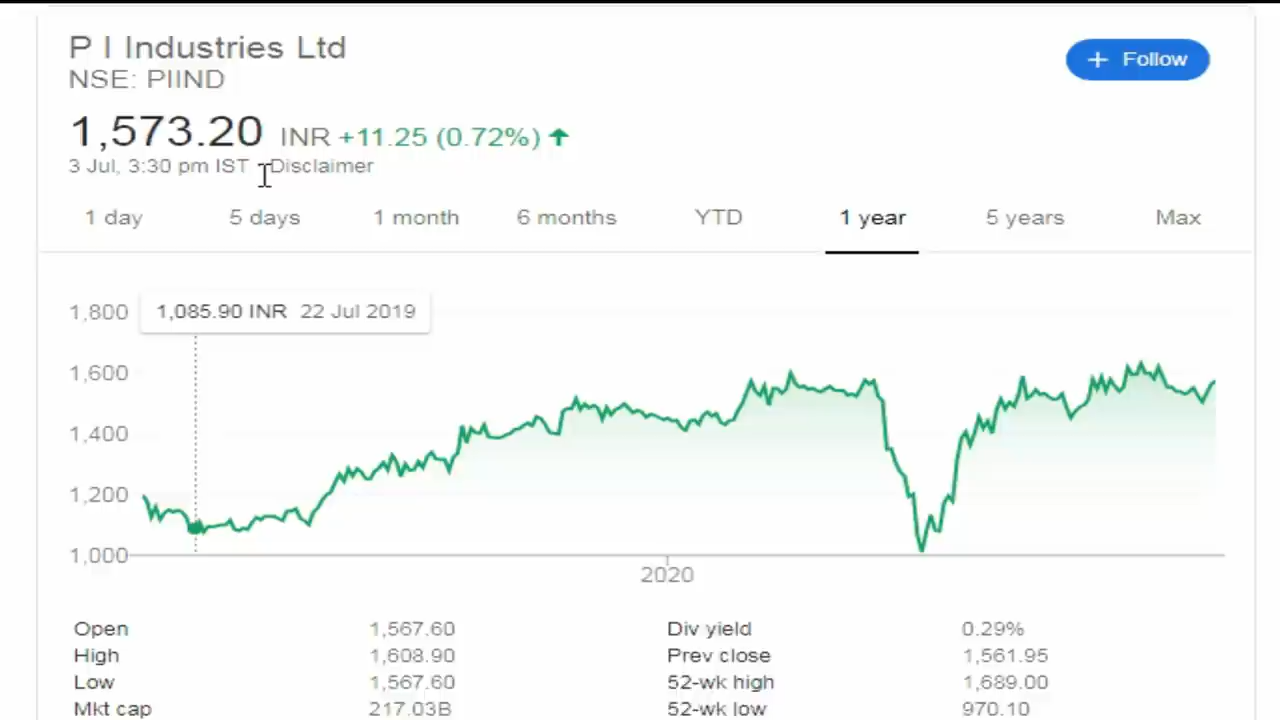 P I Industries Ltd
+ Follow
NSE: PIIND
1,573.20 INR +11.25 (0.72%)
3 Jul, 3:30 pm IST Disclaimer
1 day 5 days 1 month 6 months YTD 1 year 5 years Max
1,085.90 INR 22 Jul 2019
1,800
1,600
1,400
1,200
1,000
2020
Open 1,567.60 Div yield 0.29%
High 1,608.90 Prev close 1,561.95
Low 1,567.60 52-wk high 1,689.00
Mkt cap 217.03B 52-wk low 970.10